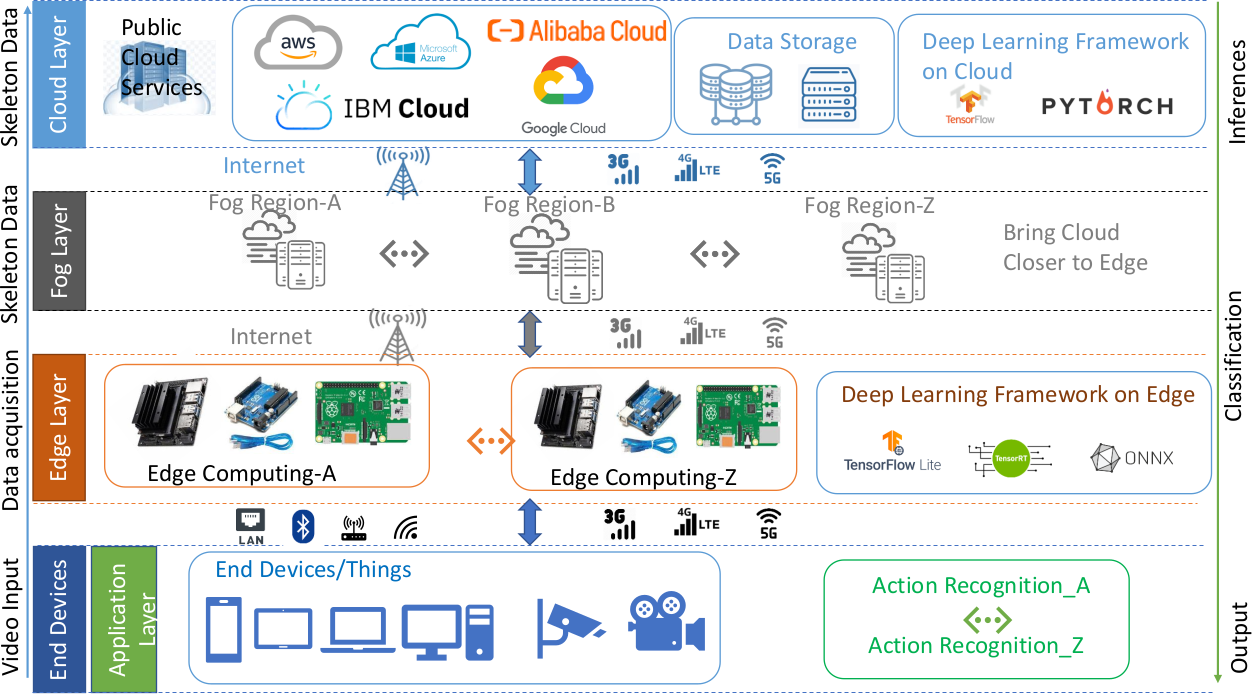 Skeleton Data
Cloud Layer
Public
Cloud
Services
aws
Microsoft
Azure
Alibaba Cloud
IBM Cloud
Google Cloud
Data Storage
Deep Learning Framework
on Cloud
TensorFlow
PYTORCH
Inferences
Internet
3G
4G LTE
5G
Skeleton Data
Fog Layer
Fog Region-A
Fog Region-B
Fog Region-Z
Bring Cloud
Closer to Edge
Internet
3G
4G LTE
5G
Classification
Data acquisition
Edge Layer
Edge Computing-A
Edge Computing-Z
Deep Learning Framework on Edge
TensorFlow Lite
TensorRT
ONNX
LAN
3G
4G LTE
5G
Video Input
End Devices
Application
Layer
End Devices/Things
Action Recognition_A
Action Recognition_Z
Output